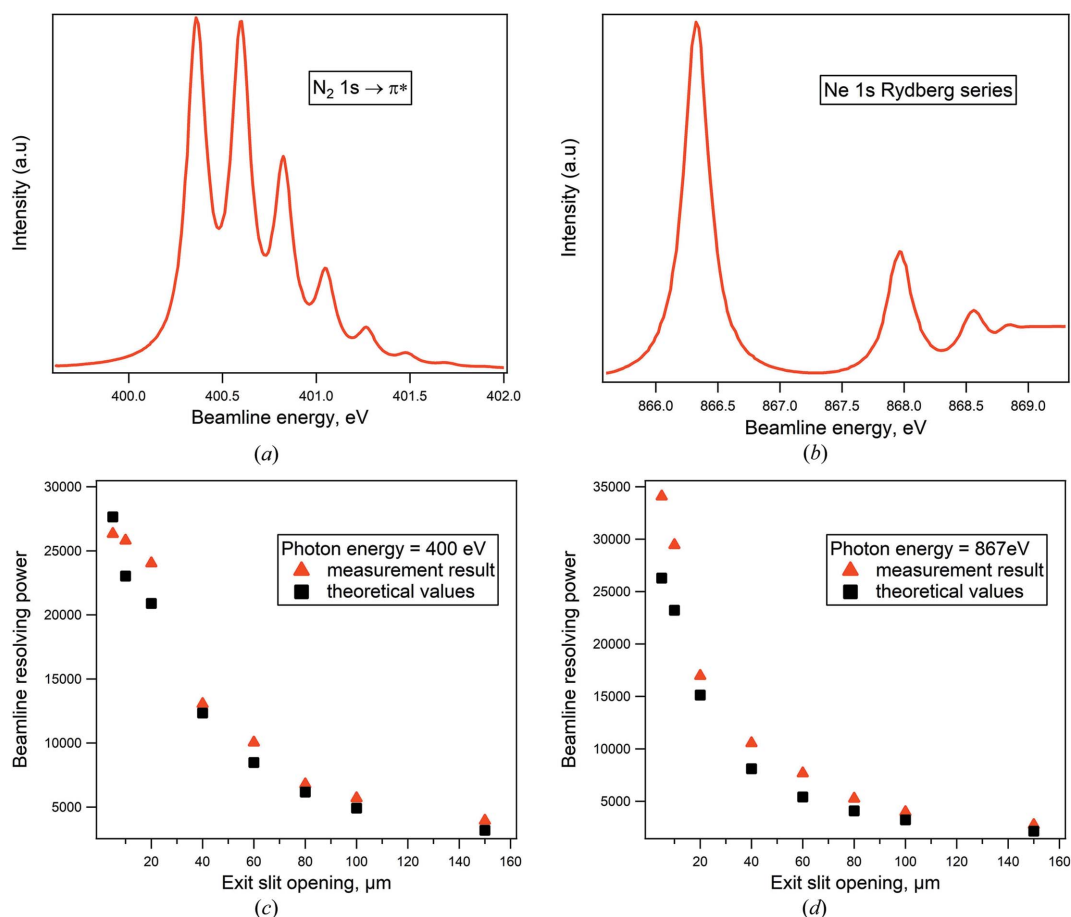 Intensity (a.u)
N₂ 1s → π*
400.0 400.5 401.0 401.5 402.0
Beamline energy, eV
(a)
Intensity (a.u)
Ne 1s Rydberg series
866.0 866.5 867.0 867.5 868.0 868.5 869.0
Beamline energy, eV
(b)
Beamline resolving power
30000
25000
20000
15000
10000
5000
Photon energy = 400 eV
measurement result
theoretical values
20 40 60 80 100 120 140 160
Exit slit opening, µm
(c)
Beamline resolving power
35000
30000
25000
20000
15000
10000
5000
Photon energy = 867eV
measurement result
theoretical values
20 40 60 80 100 120 140 160
Exit slit opening, µm
(d)